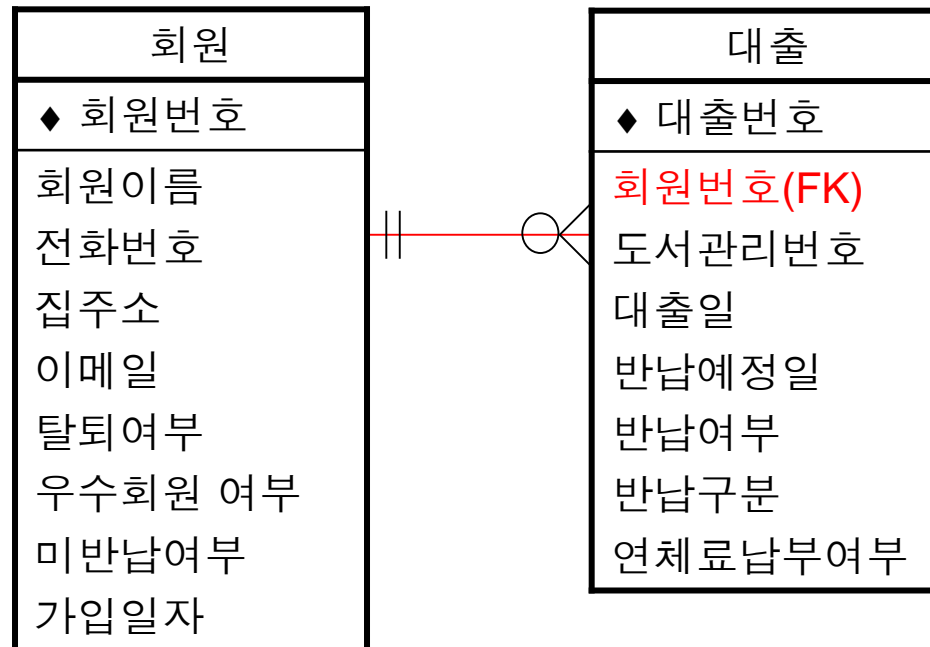 회원
♦ 회원번호
회원이름
전화번호
집주소
이메일
탈퇴여부
우수회원 여부
미반납여부
가입일자
대출
♦ 대출번호
회원번호(FK)
도서관리번호
대출일
반납예정일
반납여부
반납구분
연체료납부여부